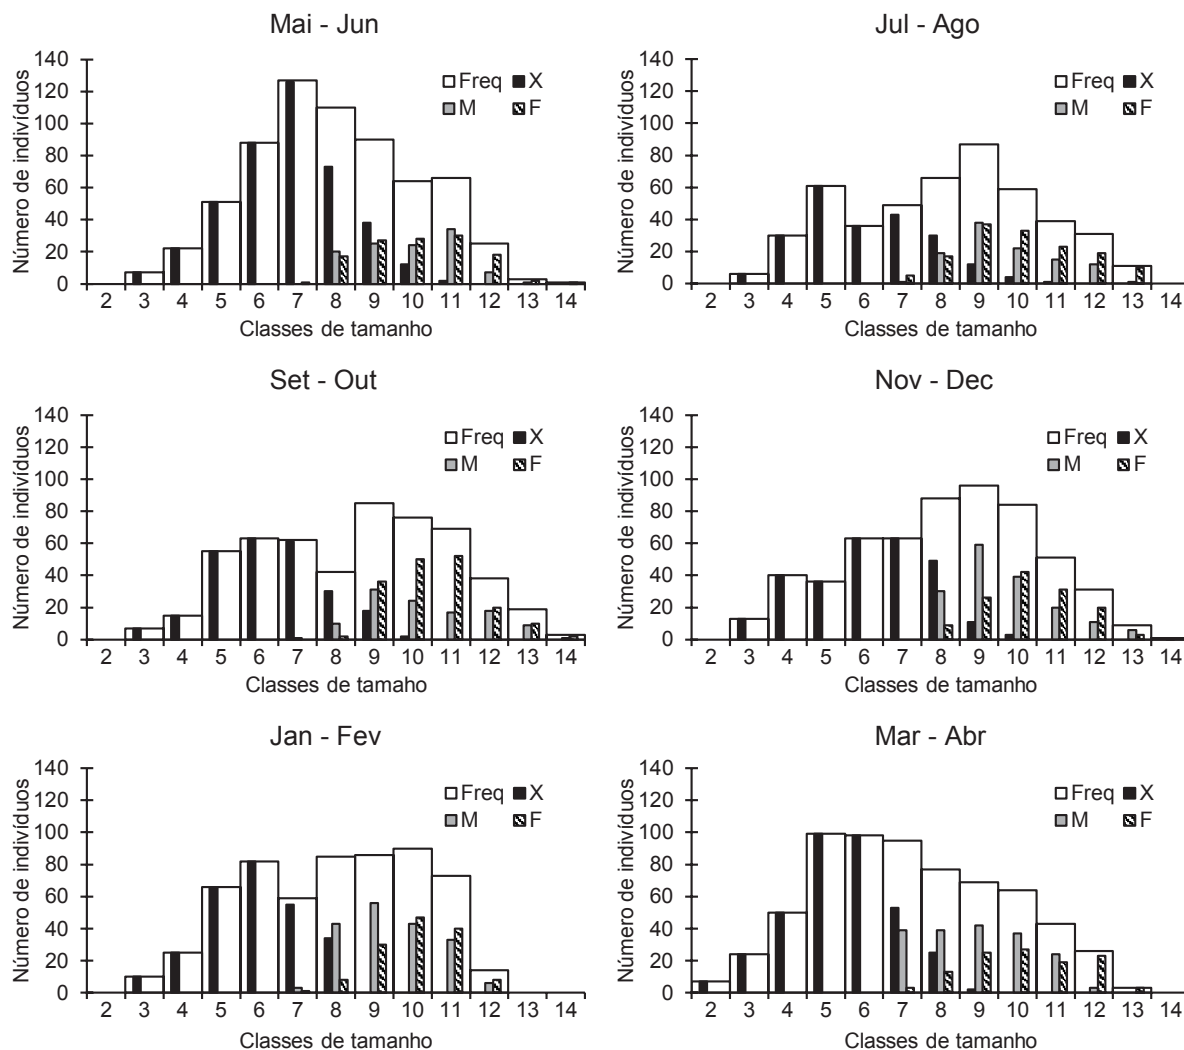 Mai - Jun
Número de indivíduos
140
120
100
80
60
40
20
0
Freq X
M F
2 3 4 5 6 7 8 9 10 11 12 13 14
Classes de tamanho
Jul - Ago
Número de indivíduos
140
120
100
80
60
40
20
0
Freq X
M F
2 3 4 5 6 7 8 9 10 11 12 13 14
Classes de tamanho
Set - Out
Número de indivíduos
140
120
100
80
60
40
20
0
Freq X
M F
2 3 4 5 6 7 8 9 10 11 12 13 14
Classes de tamaho
Nov - Dec
Número de indivíduos
140
120
100
80
60
40
20
0
Freq X
M F
2 3 4 5 6 7 8 9 10 11 12 13 14
Classes de tamanho
Jan - Fev
Número de indivíduos
140
120
100
80
60
40
20
0
Freq X
M F
2 3 4 5 6 7 8 9 10 11 12 13 14
Classes de tamanho
Mar - Abr
Número de indivíduos
140
120
100
80
60
40
20
0
Freq X
M F
2 3 4 5 6 7 8 9 10 11 12 13 14
Classes de tamanho